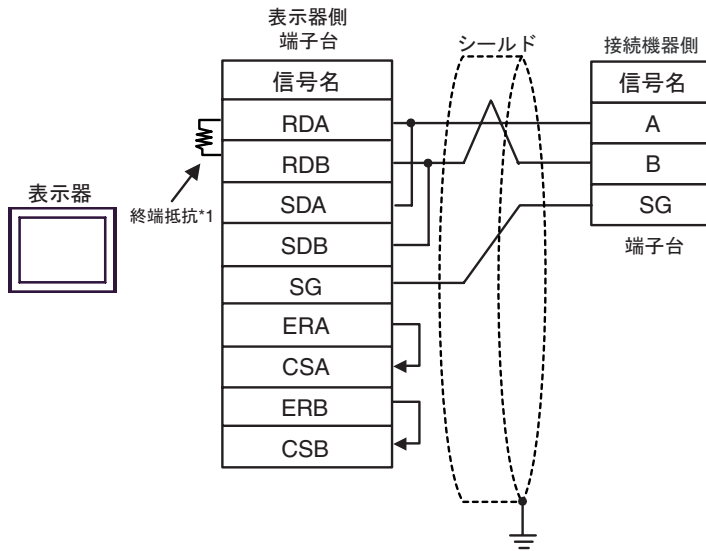 表示器側
端子台
信号名
RDA
RDB
SDA
SDB
SG
ERA
CSA
ERB
CSB
終端抵抗*1
表示器
シールド
接続機器側
信号名
A
B
SG
端子台